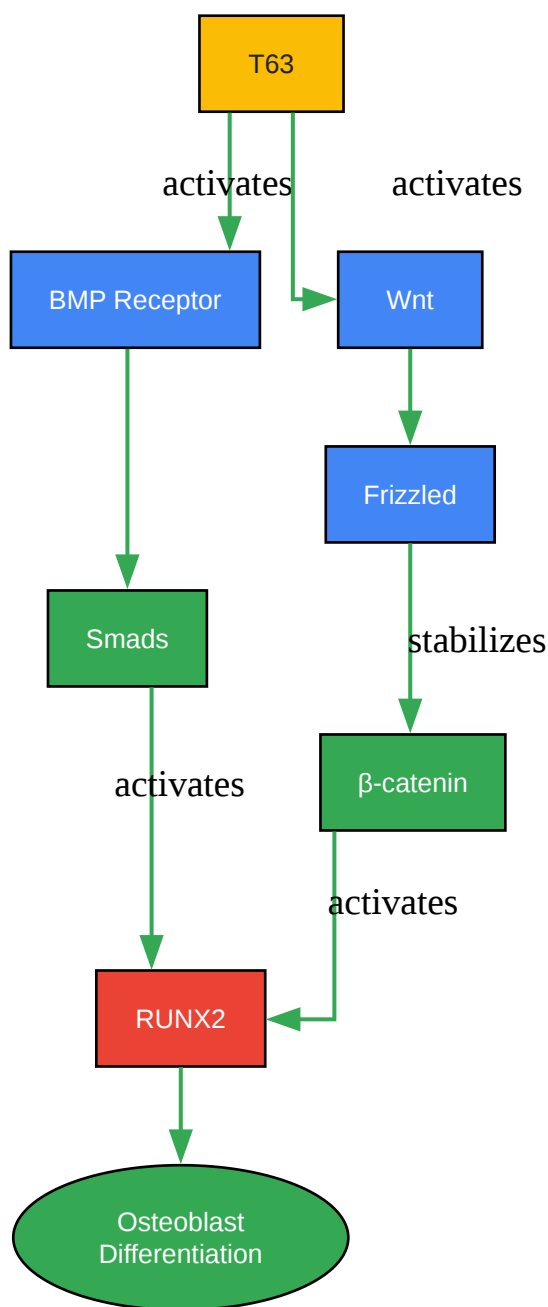 T63
activates
activates
BMP Receptor
Wnt
Frizzled
Smads
stabilizes
β-catenin
activates
activates
RUNX2
Osteoblast
Differentiation